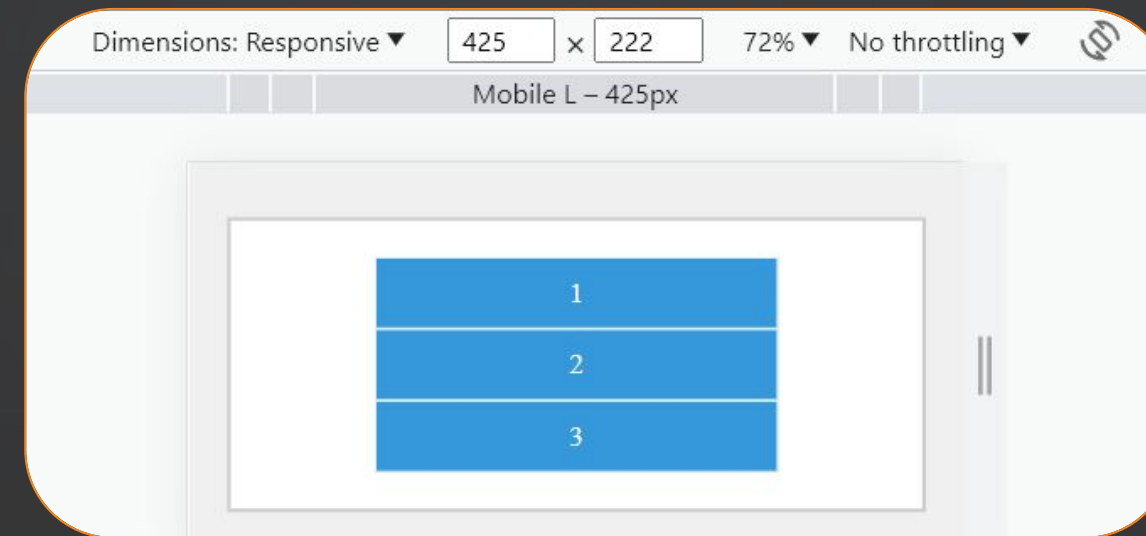 Dimensions: Responsive ▼ 425 × 222 72% ▼ No throttling ▼
Mobile L – 425px
1
2
3